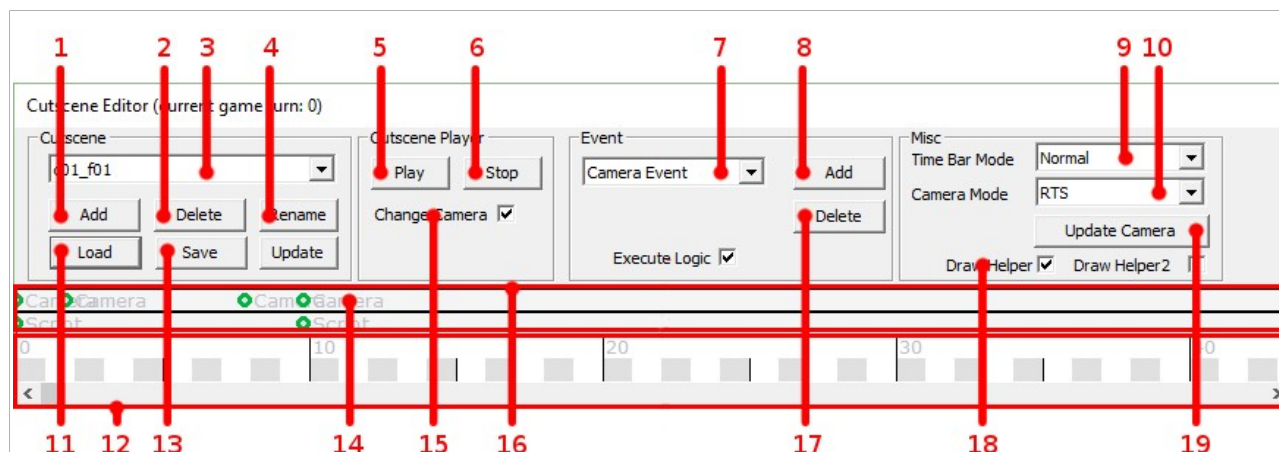 1 2 3 4 5 6 7 8 9 10
Cutscene Editor (current game turn: 0)
Cutscene
c01_f01
Add Delete Rename
Load Save Update
Cutscene Player
Play Stop
Change Camera
Event
Camera Event Add
Delete
Execute Logic
Misc
Time Bar Mode Normal
Camera Mode RTS
Update Camera
Draw Helper Draw Helper2
Camera Camera Camera Camera
Script Script
0 10 20 30 40
11 12 13 14 15 16 17 18 19